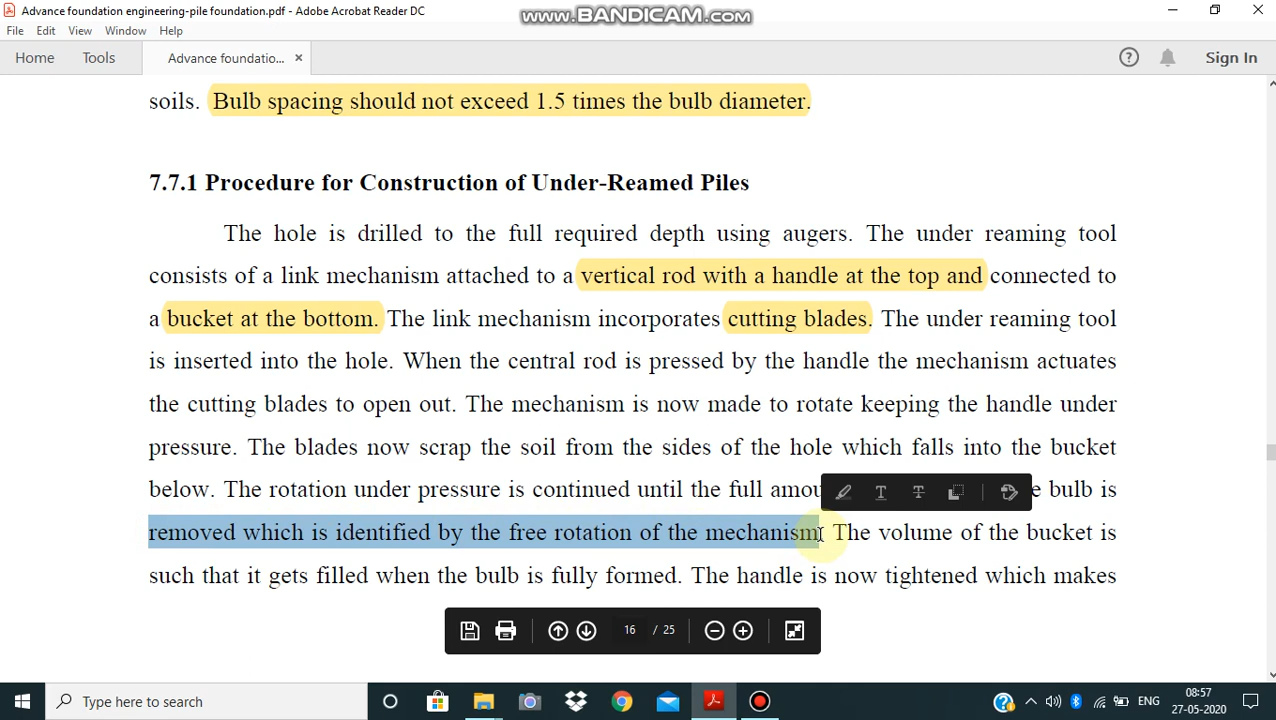 Advance foundation engineering-pile foundation.pdf - Adobe Acrobat Reader DC
www.BANDICAM.com
File Edit View Window Help
Home Tools Advance foundatio... × ? Sign In
soils. Bulb spacing should not exceed 1.5 times the bulb diameter.
7.7.1 Procedure for Construction of Under-Reamed Piles
The hole is drilled to the full required depth using augers. The under reaming tool
consists of a link mechanism attached to a vertical rod with a handle at the top and connected to
a bucket at the bottom. The link mechanism incorporates cutting blades. The under reaming tool
is inserted into the hole. When the central rod is pressed by the handle the mechanism actuates
the cutting blades to open out. The mechanism is now made to rotate keeping the handle under
pressure. The blades now scrap the soil from the sides of the hole which falls into the bucket
below. The rotation under pressure is continued until the full bulb is
removed which is identified by the free rotation of the mechanism. The volume of the bucket is
such that it gets filled when the bulb is fully formed. The handle is now tightened which makes
16 / 25
Type here to search
ENG
08:57
27-05-2020